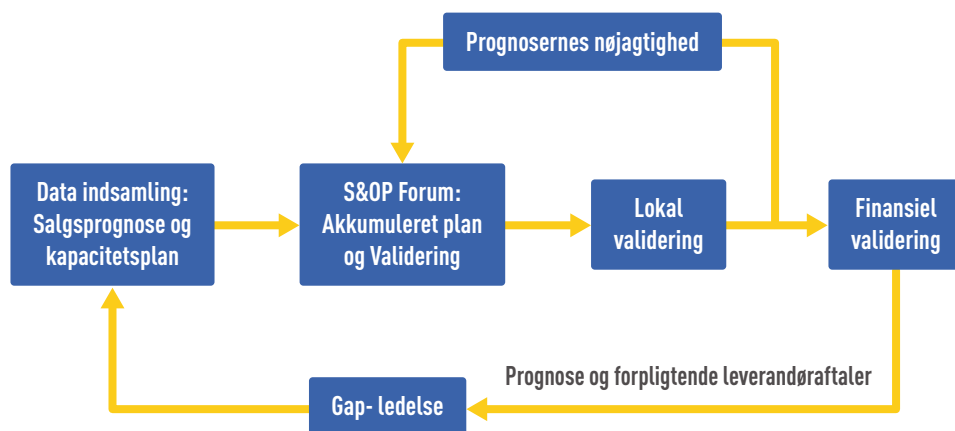 Prognosernes nøjagtighed
Data indsamling:
Salgsprognose og
kapacitetsplan
S&OP Forum:
Akkumuleret plan
og Validering
Lokal
validering
Finansiel
validering
Prognose og forpligtende leverandøraftaler
Gap- ledelse